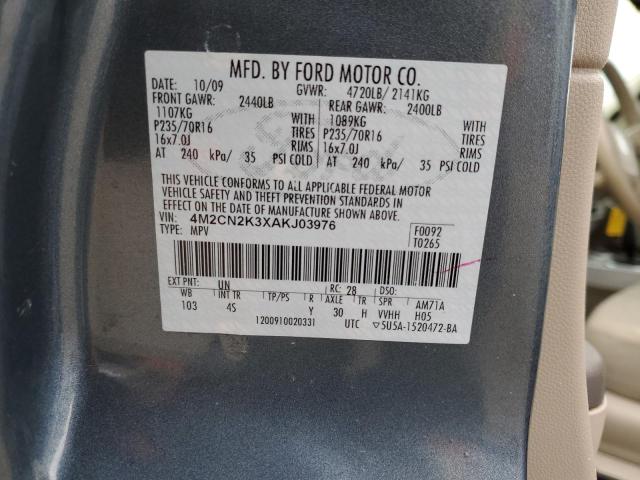 MFD. BY FORD MOTOR CO.
DATE: 10/09 GVWR: 4720LB/ 2141KG
FRONT GAWR: 2440LB REAR GAWR: 2400LB
1107KG WITH 1089KG WITH
P235/70R16 TIRES P235/70R16 TIRES
16x7.0J RIMS 16x7.0J RIMS
AT 240 kPa/ 35 PSI COLD AT 240 kPa/ 35 PSI COLD
THIS VEHICLE CONFORMS TO ALL APPLICABLE FEDERAL MOTOR
VEHICLE SAFETY AND THEFT PREVENTION STANDARDS IN
EFFECT ON THE DATE OF MANUFACTURE SHOWN ABOVE.
VIN: 4M2CN2K3XAKJ03976 F0092
TYPE: MPV T0265
EXT PNT: UN RC: 28 DSO:
WB INT TR TP/PS R AXLE TR SPR AM71A
103 4S Y 30 H VVHH H05
1200910020331 UTC 5U5A-1520472-BA